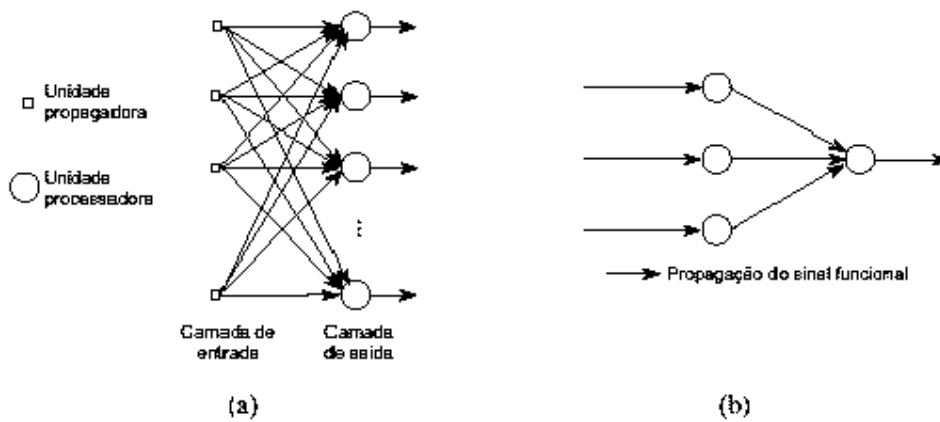 Unidade
propagadora
Unidade
processadora
⋮
Camada de
entrada
Camada
de saída
(a)
Propagação do sinal funcional
(b)